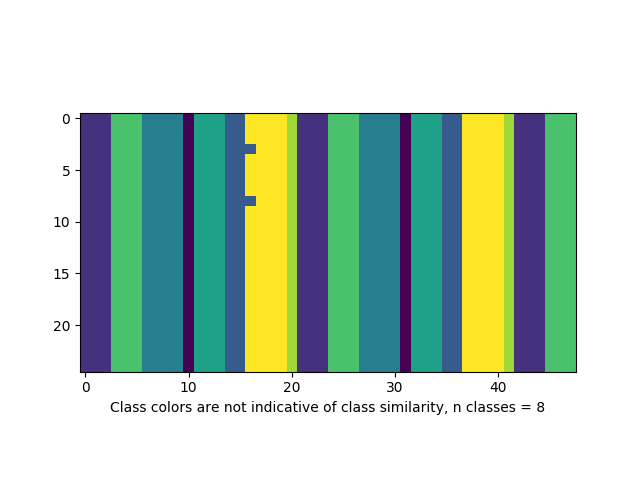 0
5
10
15
20
0 10 20 30 40
Class colors are not indicative of class similarity, n classes = 8